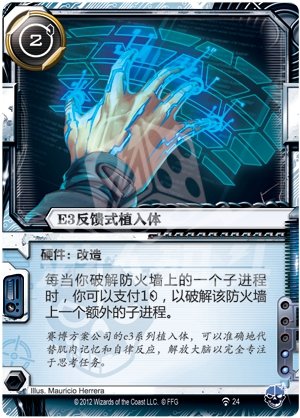 2
E3反馈式植入体
硬件：改造
每当你破解防火墙上的一个子进程
时，你可以支付1，以破解该防火墙
上一个额外的子进程。
赛博方案公司的e3系列植入体，可以准确地代
替肌肉记忆和自律反应，解放大脑以完全专注
于思考任务。
Illus. Mauricio Herrera
©2012 Wizards of the Coast LLC. © FFG 24